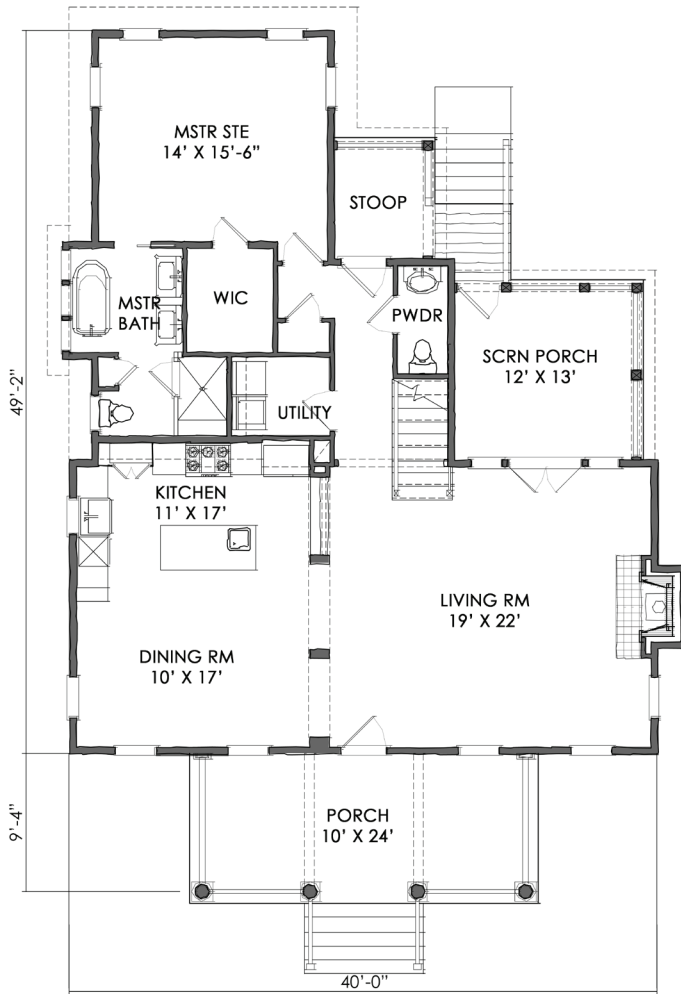 MSTR STE
14' X 15'-6"
STOOP
MSTR
BATH
WIC
PWDR
SCRN PORCH
12' X 13'
49'-2"
UTILITY
KITCHEN
11' X 17'
LIVING RM
19' X 22'
DINING RM
10' X 17'
PORCH
10' X 24'
9'-4"
40'-0"